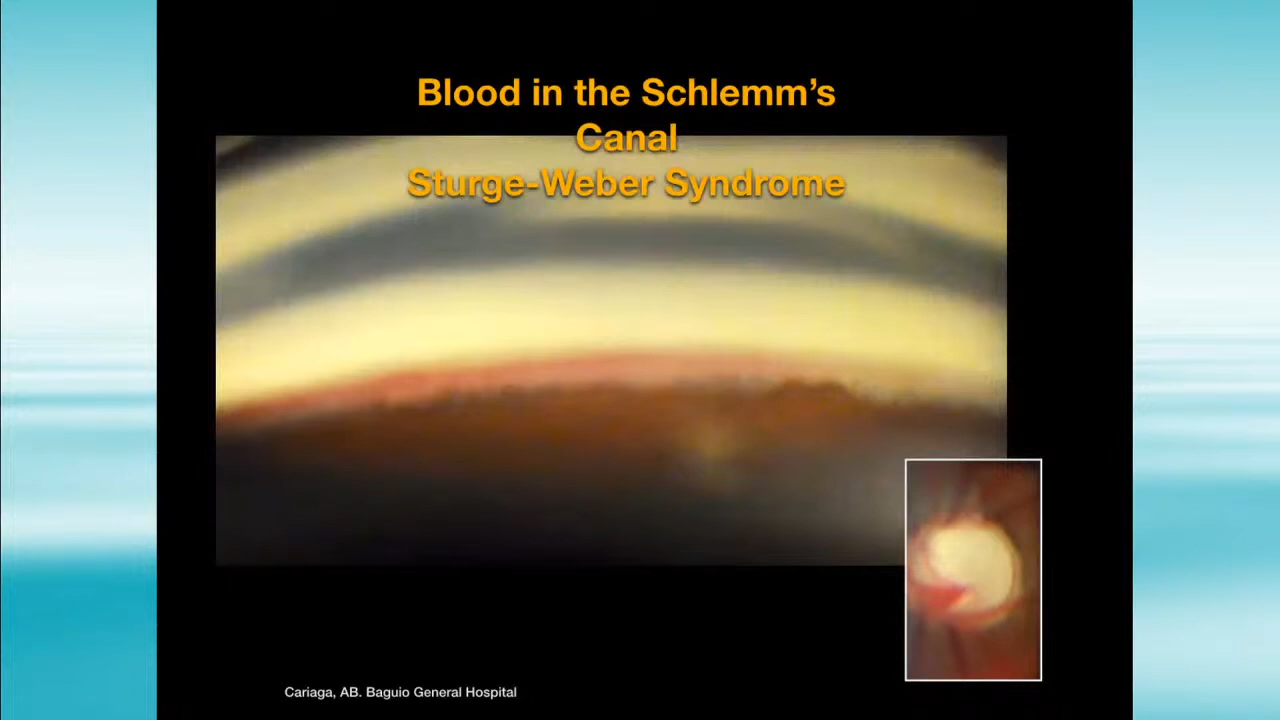 Blood in the Schlemm’s
Canal
Sturge-Weber Syndrome
Cariaga, AB. Baguio General Hospital